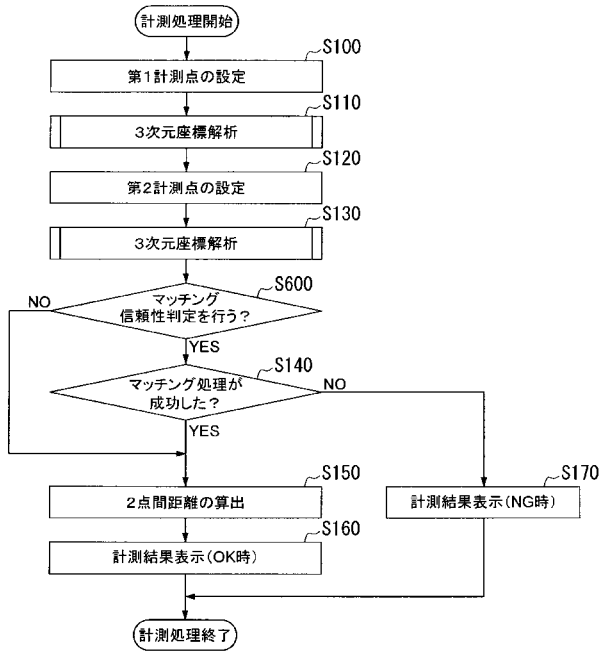 計測処理開始
S100
第1計測点の設定
S110
3次元座標解析
S120
第2計測点の設定
S130
3次元座標解析
S600
マッチング
信頼性判定を行う?
NO
YES
S140
マッチング処理が
成功した?
NO
YES
S150
2点間距離の算出
S170
計測結果表示(NG時)
S160
計測結果表示(OK時)
計測処理終了